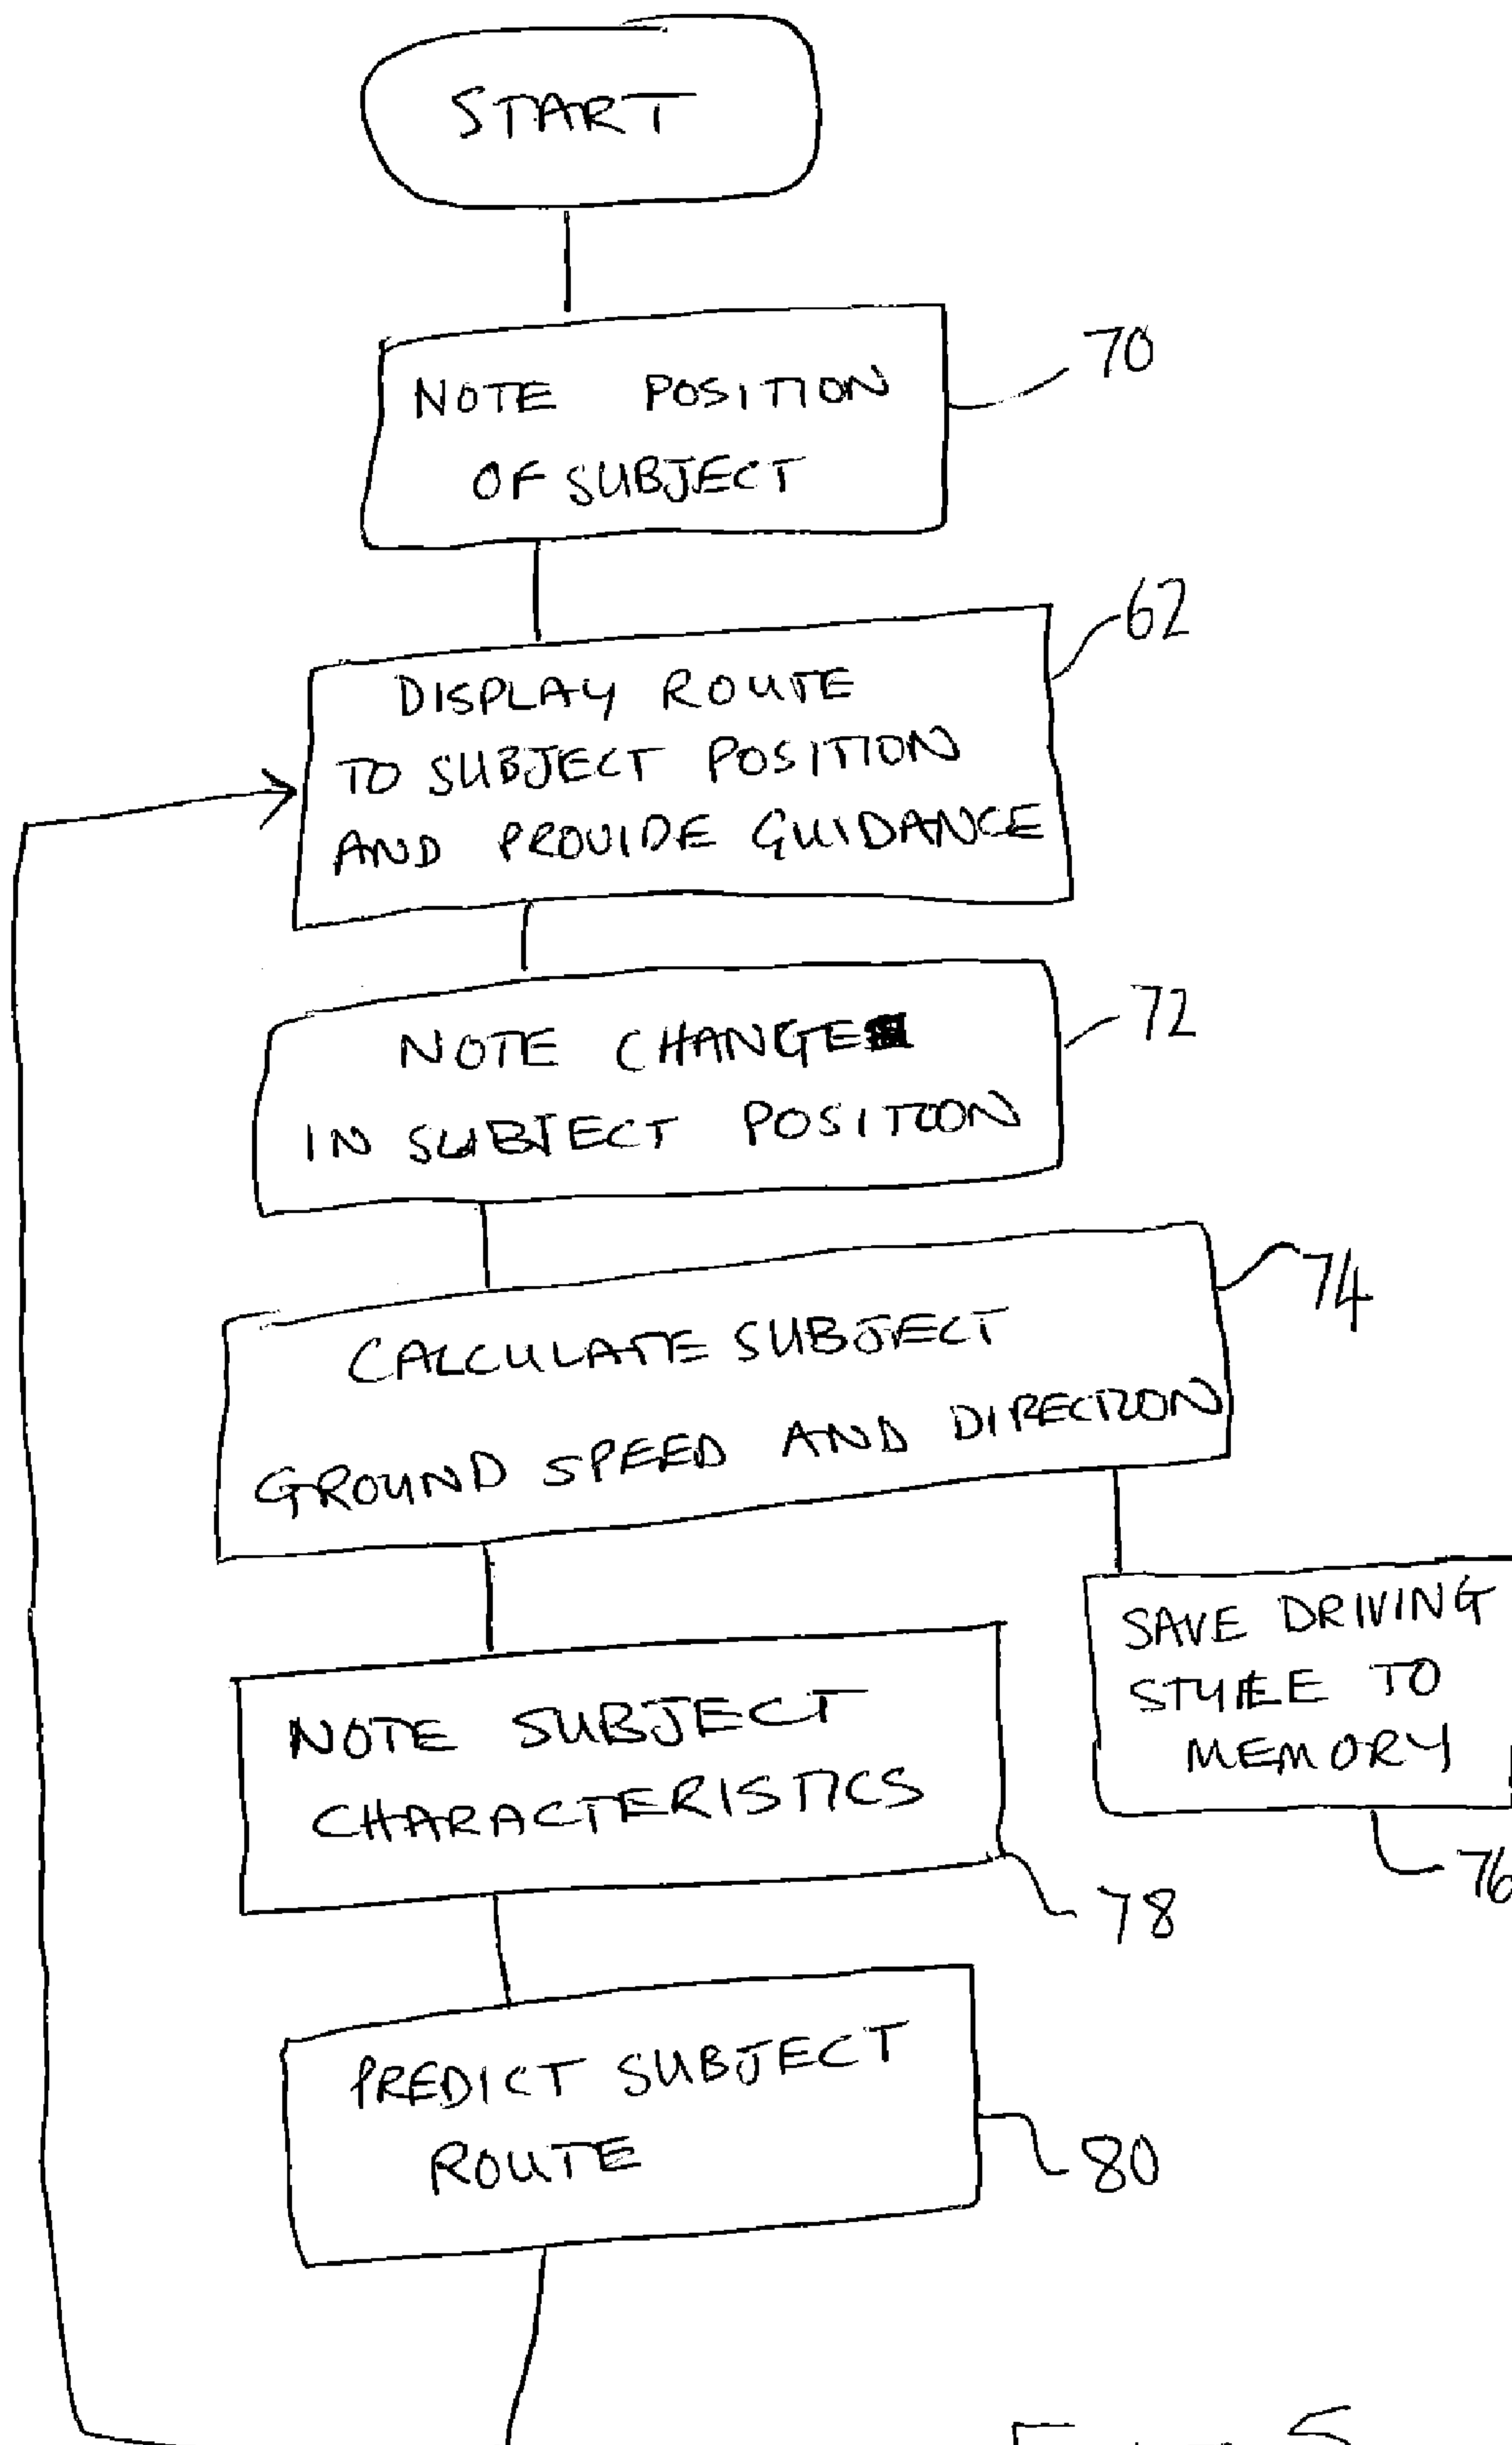 START
NOTE POSITION
OF SUBJECT
70
DISPLAY ROUTE
TO SUBJECT POSITION
AND PROVIDE GUIDANCE
62
NOTE CHANGE
IN SUBJECT POSITION
72
CALCULATE SUBJECT
GROUND SPEED AND DIRECTION
74
SAVE DRIVING
STYLE TO
MEMORY
76
NOTE SUBJECT
CHARACTERISTICS
78
PREDICT SUBJECT
ROUTE
80